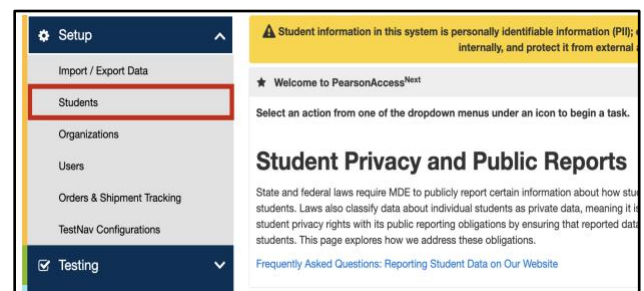 Setup
Import / Export Data
Students
Organizations
Users
Orders & Shipment Tracking
TestNav Configurations
Testing
Student information in this system is personally identifiable information (PII);
internally, and protect it from external
Welcome to PearsonAccessNext
Select an action from one of the dropdown menus under an icon to begin a task.
Student Privacy and Public Reports
State and federal laws require MDE to publicly report certain information about how
students. Laws also classify data about individual students as private data, meaning it
student privacy rights with its public reporting obligations by ensuring that reported data
students. This page explores how we address these obligations.
Frequently Asked Questions: Reporting Student Data on Our Website